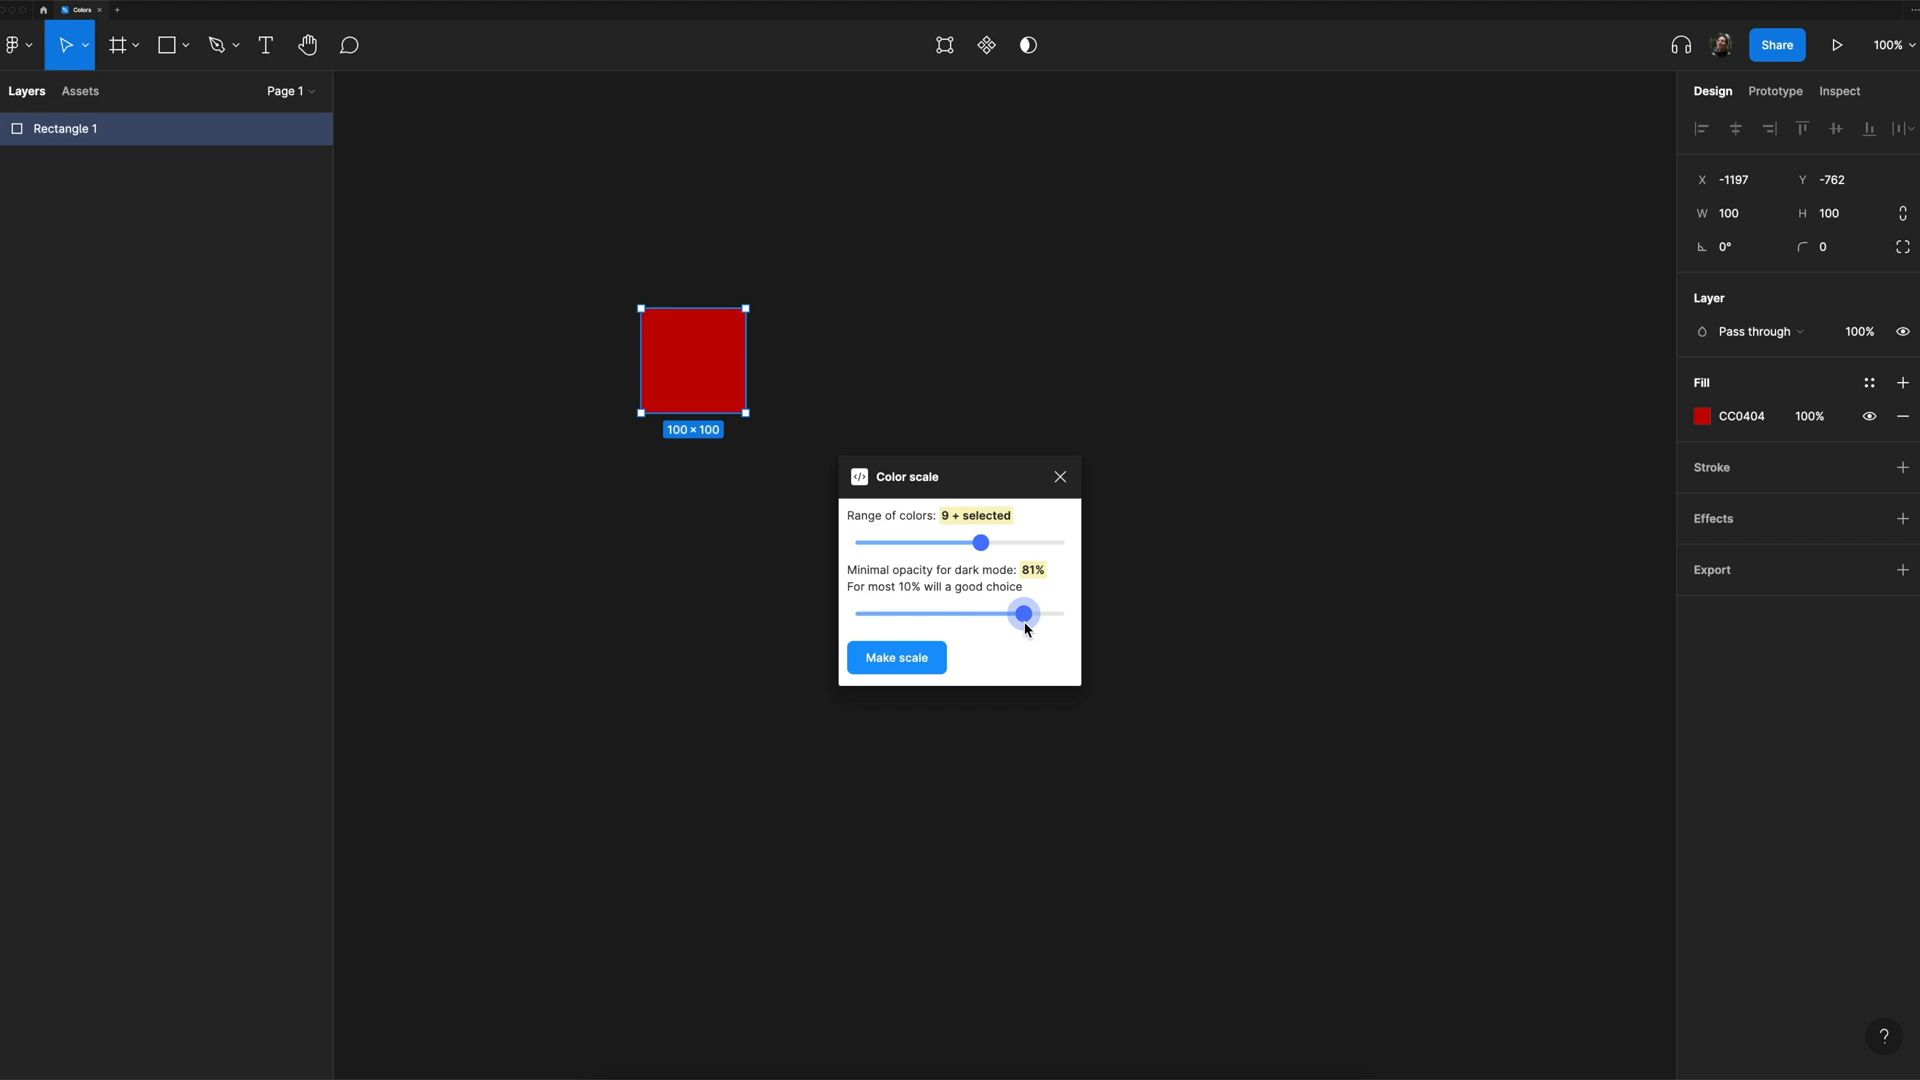 Colors
100%
Share
Layers
Assets
Page 1
Rectangle 1
100 × 100
Color scale
Range of colors: 9 + selected
Minimal opacity for dark mode: 81%
For most 10% will a good choice
Make scale
Design
Prototype
Inspect
X -1197
Y -762
W 100
H 100
0°
0
Layer
Pass through
100%
Fill
CC0404
100%
Stroke
Effects
Export
?